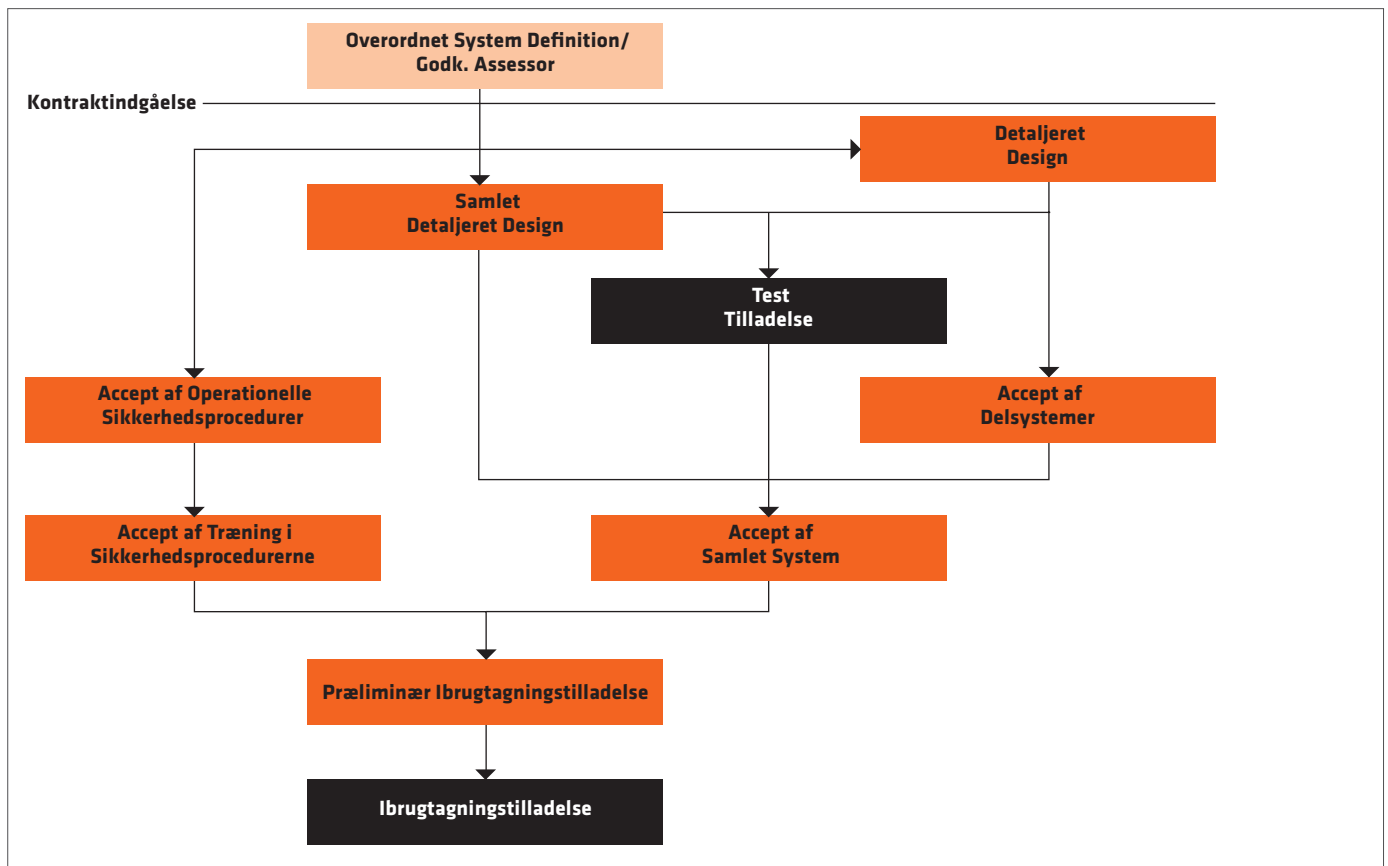 Overordnet System Definition/
Godk. Assessor
Kontraktindgåelse
Detaljeret
Design
Samlet
Detaljeret Design
Test
Tilladelse
Accept af Operationelle
Sikkerhedsprocedurer
Accept af
Delsystemer
Accept af Træning i
Sikkerhedsprocedurerne
Accept af
Samlet System
Præliminær Ibrugtagningstilladelse
Ibrugtagningstilladelse